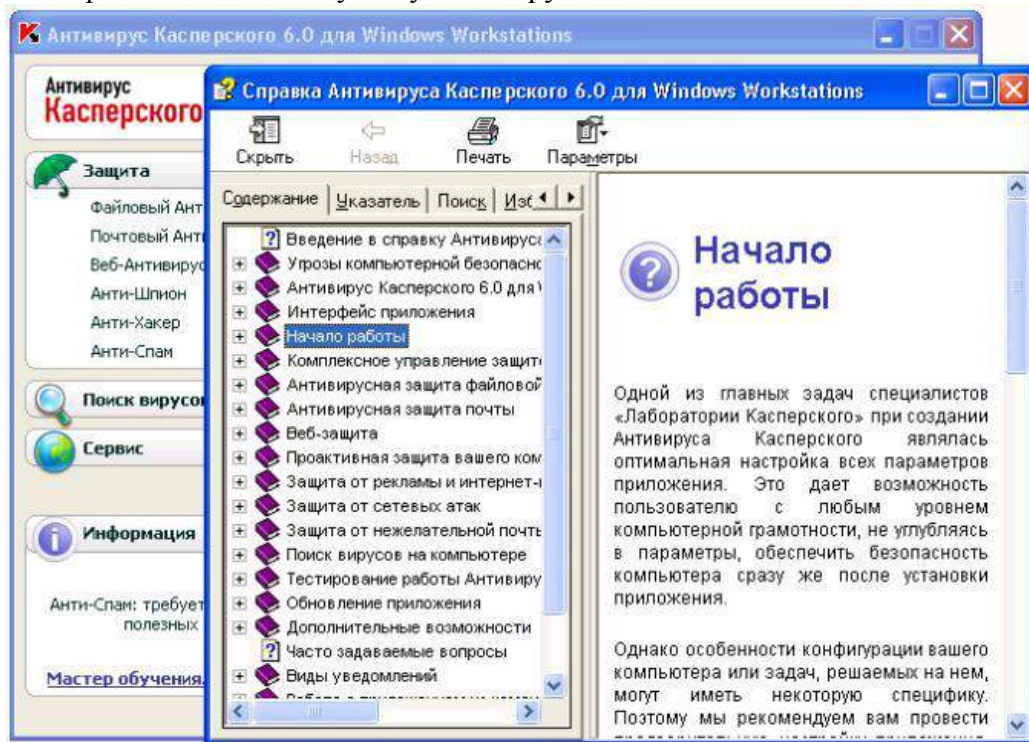 Антивирус Касперского 6.0 для Windows Workstations
Антивирус
Касперского
Защита
Файловый Ант
Почтовый Анти
Веб-Антивирус
Анти-Шпион
Анти-Хакер
Анти-Спам
Поиск вирусов
Сервис
Информация
Анти-Спам: требует
полезных
Мастер обучения.
Справка Антивируса Касперского 6.0 для Windows Workstations
Скрыть
Назад
Печать
Параметры
Содержание
Указатель
Поиск
Изб
Введение в справку Антивируса
Угрозы компьютерной безопасно
Антивирус Касперского 6.0 для
Интерфейс приложения
Начало работы
Комплексное управление защит
Антивирусная защита файловой
Антивирусная защита почты
Веб-защита
Проактивная защита вашего ком
Защита от рекламы и интернет-
Защита от сетевых атак
Защита от нежелательной почты
Поиск вирусов на компьютере
Тестирование работы Антивиру
Обновление приложения
Дополнительные возможности
Часто задаваемые вопросы
Виды уведомлений
Начало
работы
Одной из главных задач специалистов
«Лаборатории Касперского» при создании
Антивируса Касперского являлась
оптимальная настройка всех параметров
приложения. Это дает возможность
пользователю с любым уровнем
компьютерной грамотности, не углубляясь
в параметры, обеспечить безопасность
компьютера сразу же после установки
приложения.
Однако особенности конфигурации вашего
компьютера или задач, решаемых на нем,
могут иметь некоторую специфику.
Поэтому мы рекомендуем вам провести